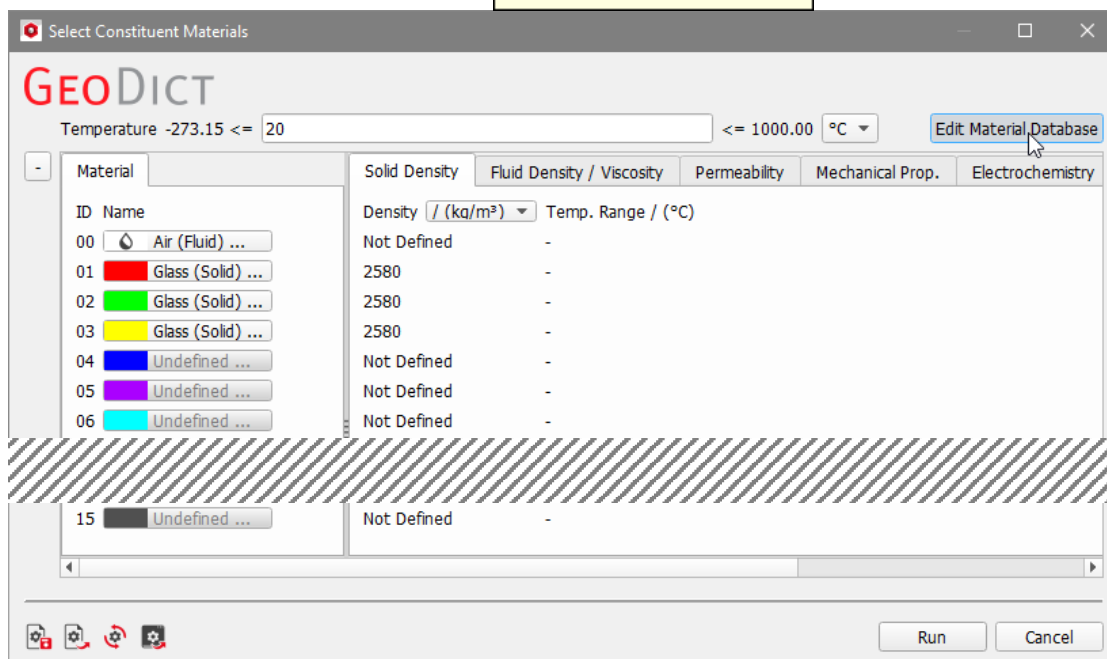 Select Constituent Materials
GEODICT
Temperature -273.15 <= 20 <= 1000.00 °C Edit Material Database
- Material Solid Density Fluid Density / Viscosity Permeability Mechanical Prop. Electrochemistry
ID Name Density / (kg/m³) Temp. Range / (°C)
00 Air (Fluid) ... Not Defined -
01 Glass (Solid) ... 2580 -
02 Glass (Solid) ... 2580 -
03 Glass (Solid) ... 2580 -
04 Undefined ... Not Defined -
05 Undefined ... Not Defined -
06 Undefined ... Not Defined -
15 Undefined ... Not Defined -
Run Cancel